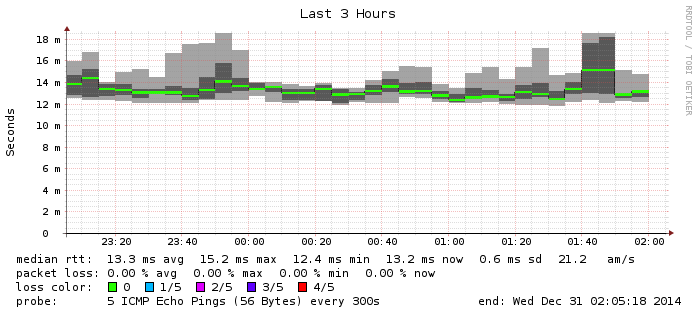 Last 3 Hours
RRDTOOL / TOBI OETIKER
Seconds
18 m
16 m
14 m
12 m
10 m
8 m
6 m
4 m
2 m
0
23:20 23:40 00:00 00:20 00:40 01:00 01:20 01:40 02:00
median rtt: 13.3 ms avg 15.2 ms max 12.4 ms min 13.2 ms now 0.6 ms sd 21.2 am/s
packet loss: 0.00 % avg 0.00 % max 0.00 % min 0.00 % now
loss color: 0 1/5 2/5 3/5 4/5
probe: 5 ICMP Echo Pings (56 Bytes) every 300s end: Wed Dec 31 02:05:18 2014